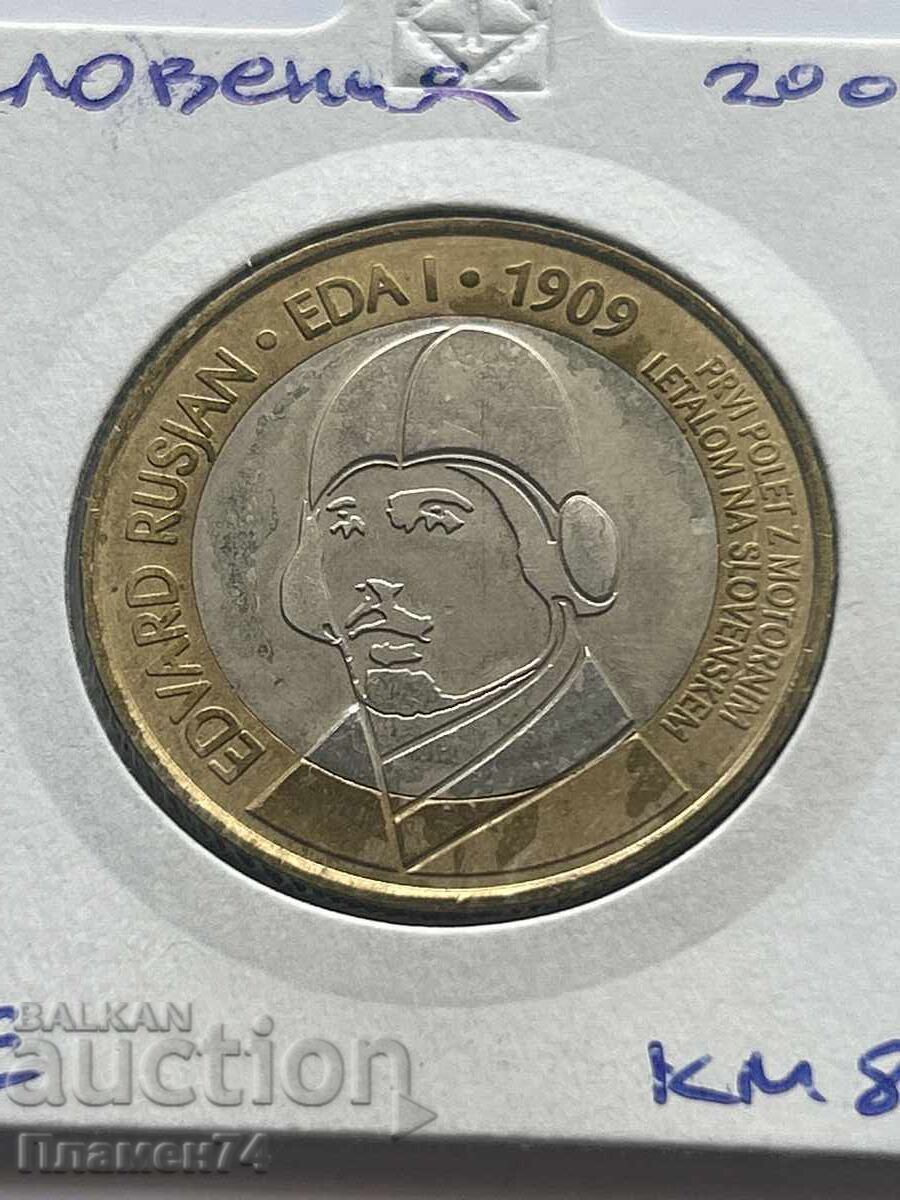 ловения 200
EDVARD RUSJAN • EDA I • 1909
PRVI POLET Z MOTORNIM
LETALOM NA SLOVENSKEM
KM 8
BALKAN
auction
Пламен74